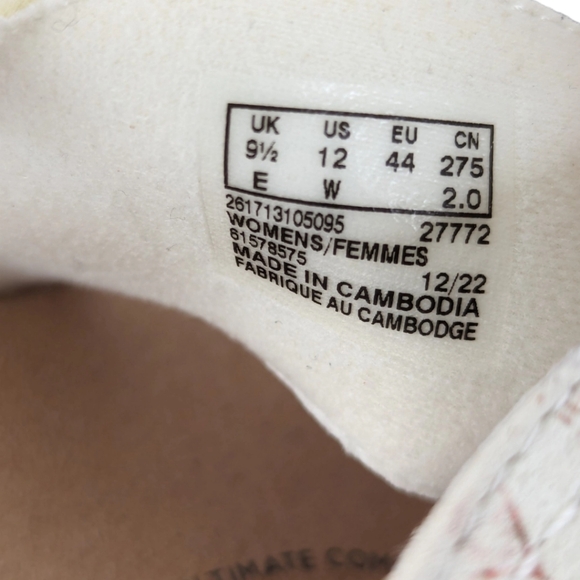 UK US EU CN
9½ 12 44 275
E W 2.0
261713105095 27772
WOMENS/FEMMES
61578575 12/22
MADE IN CAMBODIA
FABRIQUE AU CAMBODGE